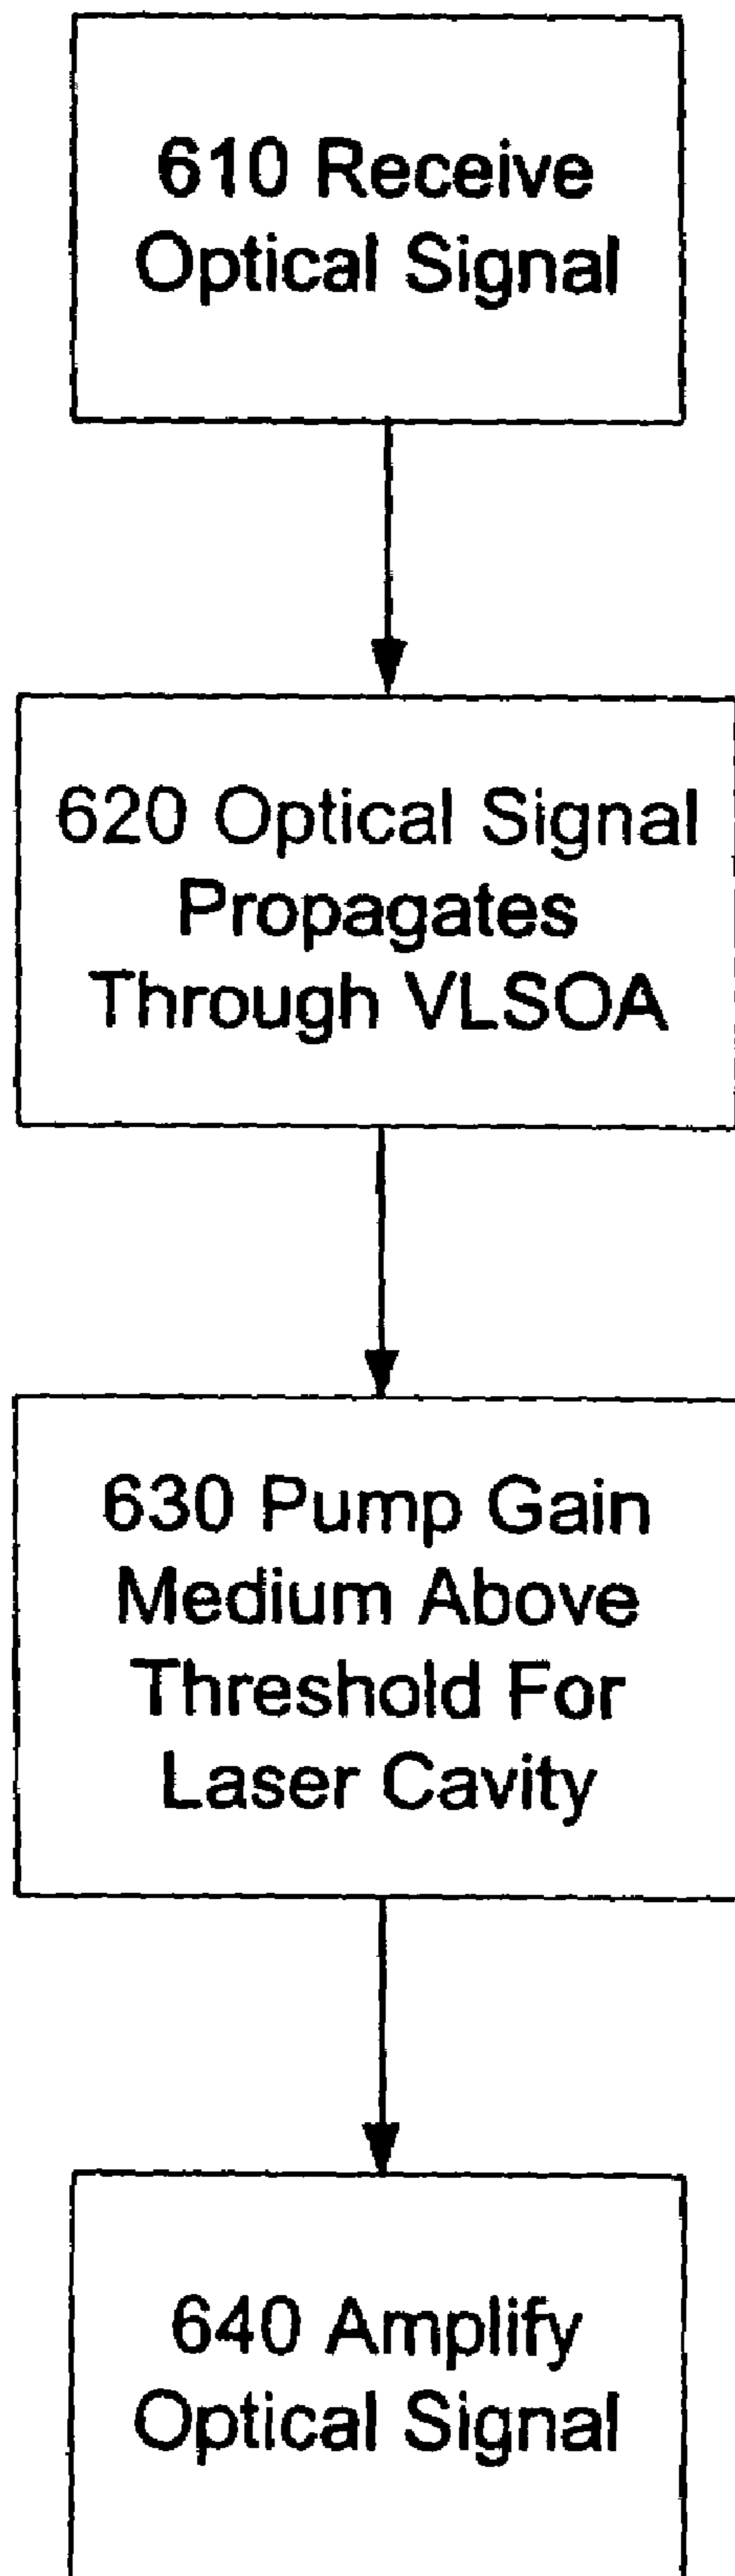 610 Receive
Optical Signal
620 Optical Signal
Propagates
Through VLSOA
630 Pump Gain
Medium Above
Threshold For
Laser Cavity
640 Amplify
Optical Signal